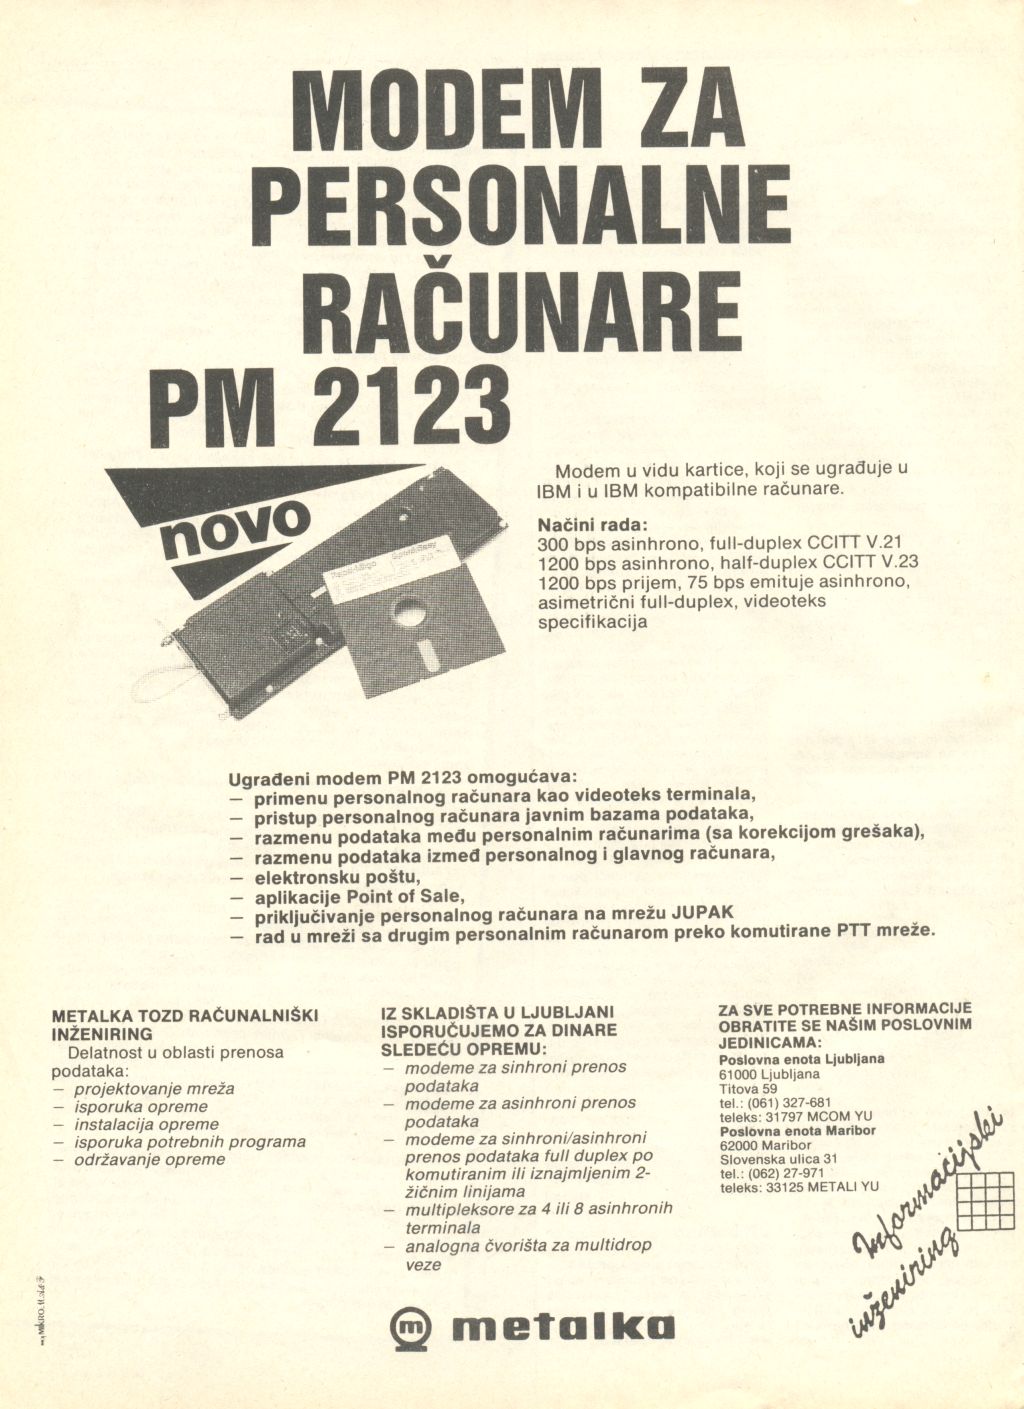 MODEM ZA
PERSONALNE
RAČUNARE
PM 2123
novo
Modem u vidu kartice, koji se ugrađuje u
IBM i u IBM kompatibilne računare.
Načini rada:
300 bps asinhrono, full-duplex CCITT V.21
1200 bps asinhrono, half-duplex CCITT V.23
1200 bps prijem, 75 bps emituje asinhrono,
asimetrični full-duplex, videoteks
specifikacija
Ugrađeni modem PM 2123 omogućava:
— primenu personalnog računara kao videoteks terminala,
— pristup personalnog računara javnim bazama podataka,
— razmenu podataka među personalnim računarima (sa korekcijom grešaka),
— razmenu podataka izmeđ personalnog i glavnog računara,
— elektronsku poštu,
— aplikacije Point of Sale,
— priključivanje personalnog računara na mrežu JUPAK
— rad u mreži sa drugim personalnim računarom preko komutirane PTT mreže.
METALKA TOZD RAČUNALNIŠKI
INŽENIRING
Delatnost u oblasti prenosa
podataka:
— projektovanje mreža
— isporuka opreme
— instalacija opreme
— isporuka potrebnih programa
— održavanje opreme
IZ SKLADIŠTA U LJUBLJANI
ISPORUČUJEMO ZA DINARE
SLEDEĆU OPREMU:
— modeme za sinhroni prenos
podataka
— modeme za asinhroni prenos
podataka
— modeme za sinhroni/asinhroni
prenos podataka full duplex po
komutiranim ili iznajmljenim 2-
žičnim linijama
— multipleksore za 4 ili 8 asinhronih
terminala
— analogna čvorišta za multidrop
veze
ZA SVE POTREBNE INFORMACIJE
OBRATITE SE NAŠIM POSLOVNIM
JEDINICAMA:
Poslovna enota Ljubljana
61000 Ljubljana
Titova 59
tel.: (061) 327-681
teleks: 31797 MCOM YU
Poslovna enota Maribor
62000 Maribor
Slovenska ulica 31
tel.: (062) 27-971
teleks: 33125 METALI YU
Informacijski
inženiring
m metalka